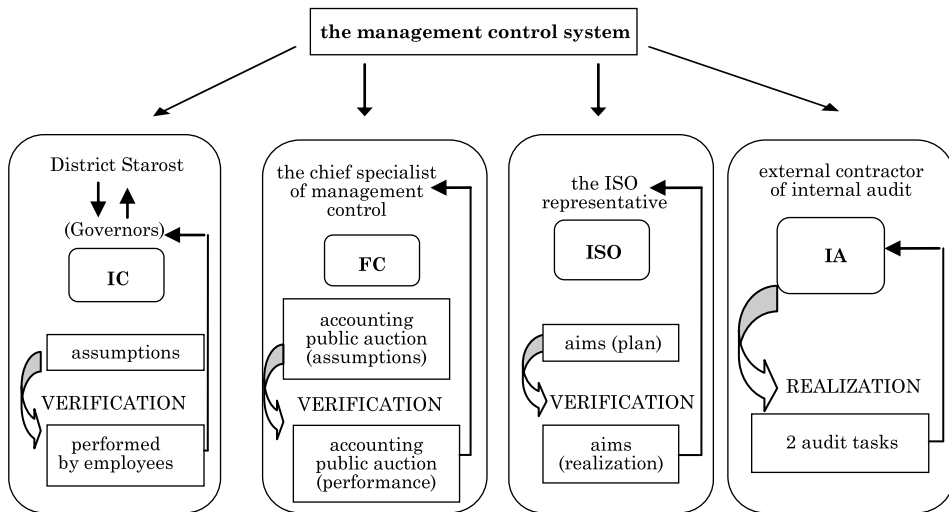 the management control system
District Starost
(Governors)
IC
assumptions
VERIFICATION
performed
by employees
the chief specialist
of management
control
FC
accounting
public auction
(assumptions)
VERIFICATION
accounting
public auction
(performance)
the ISO
representative
ISO
aims (plan)
VERIFICATION
aims
(realization)
external contractor
of internal audit
IA
REALIZATION
2 audit tasks